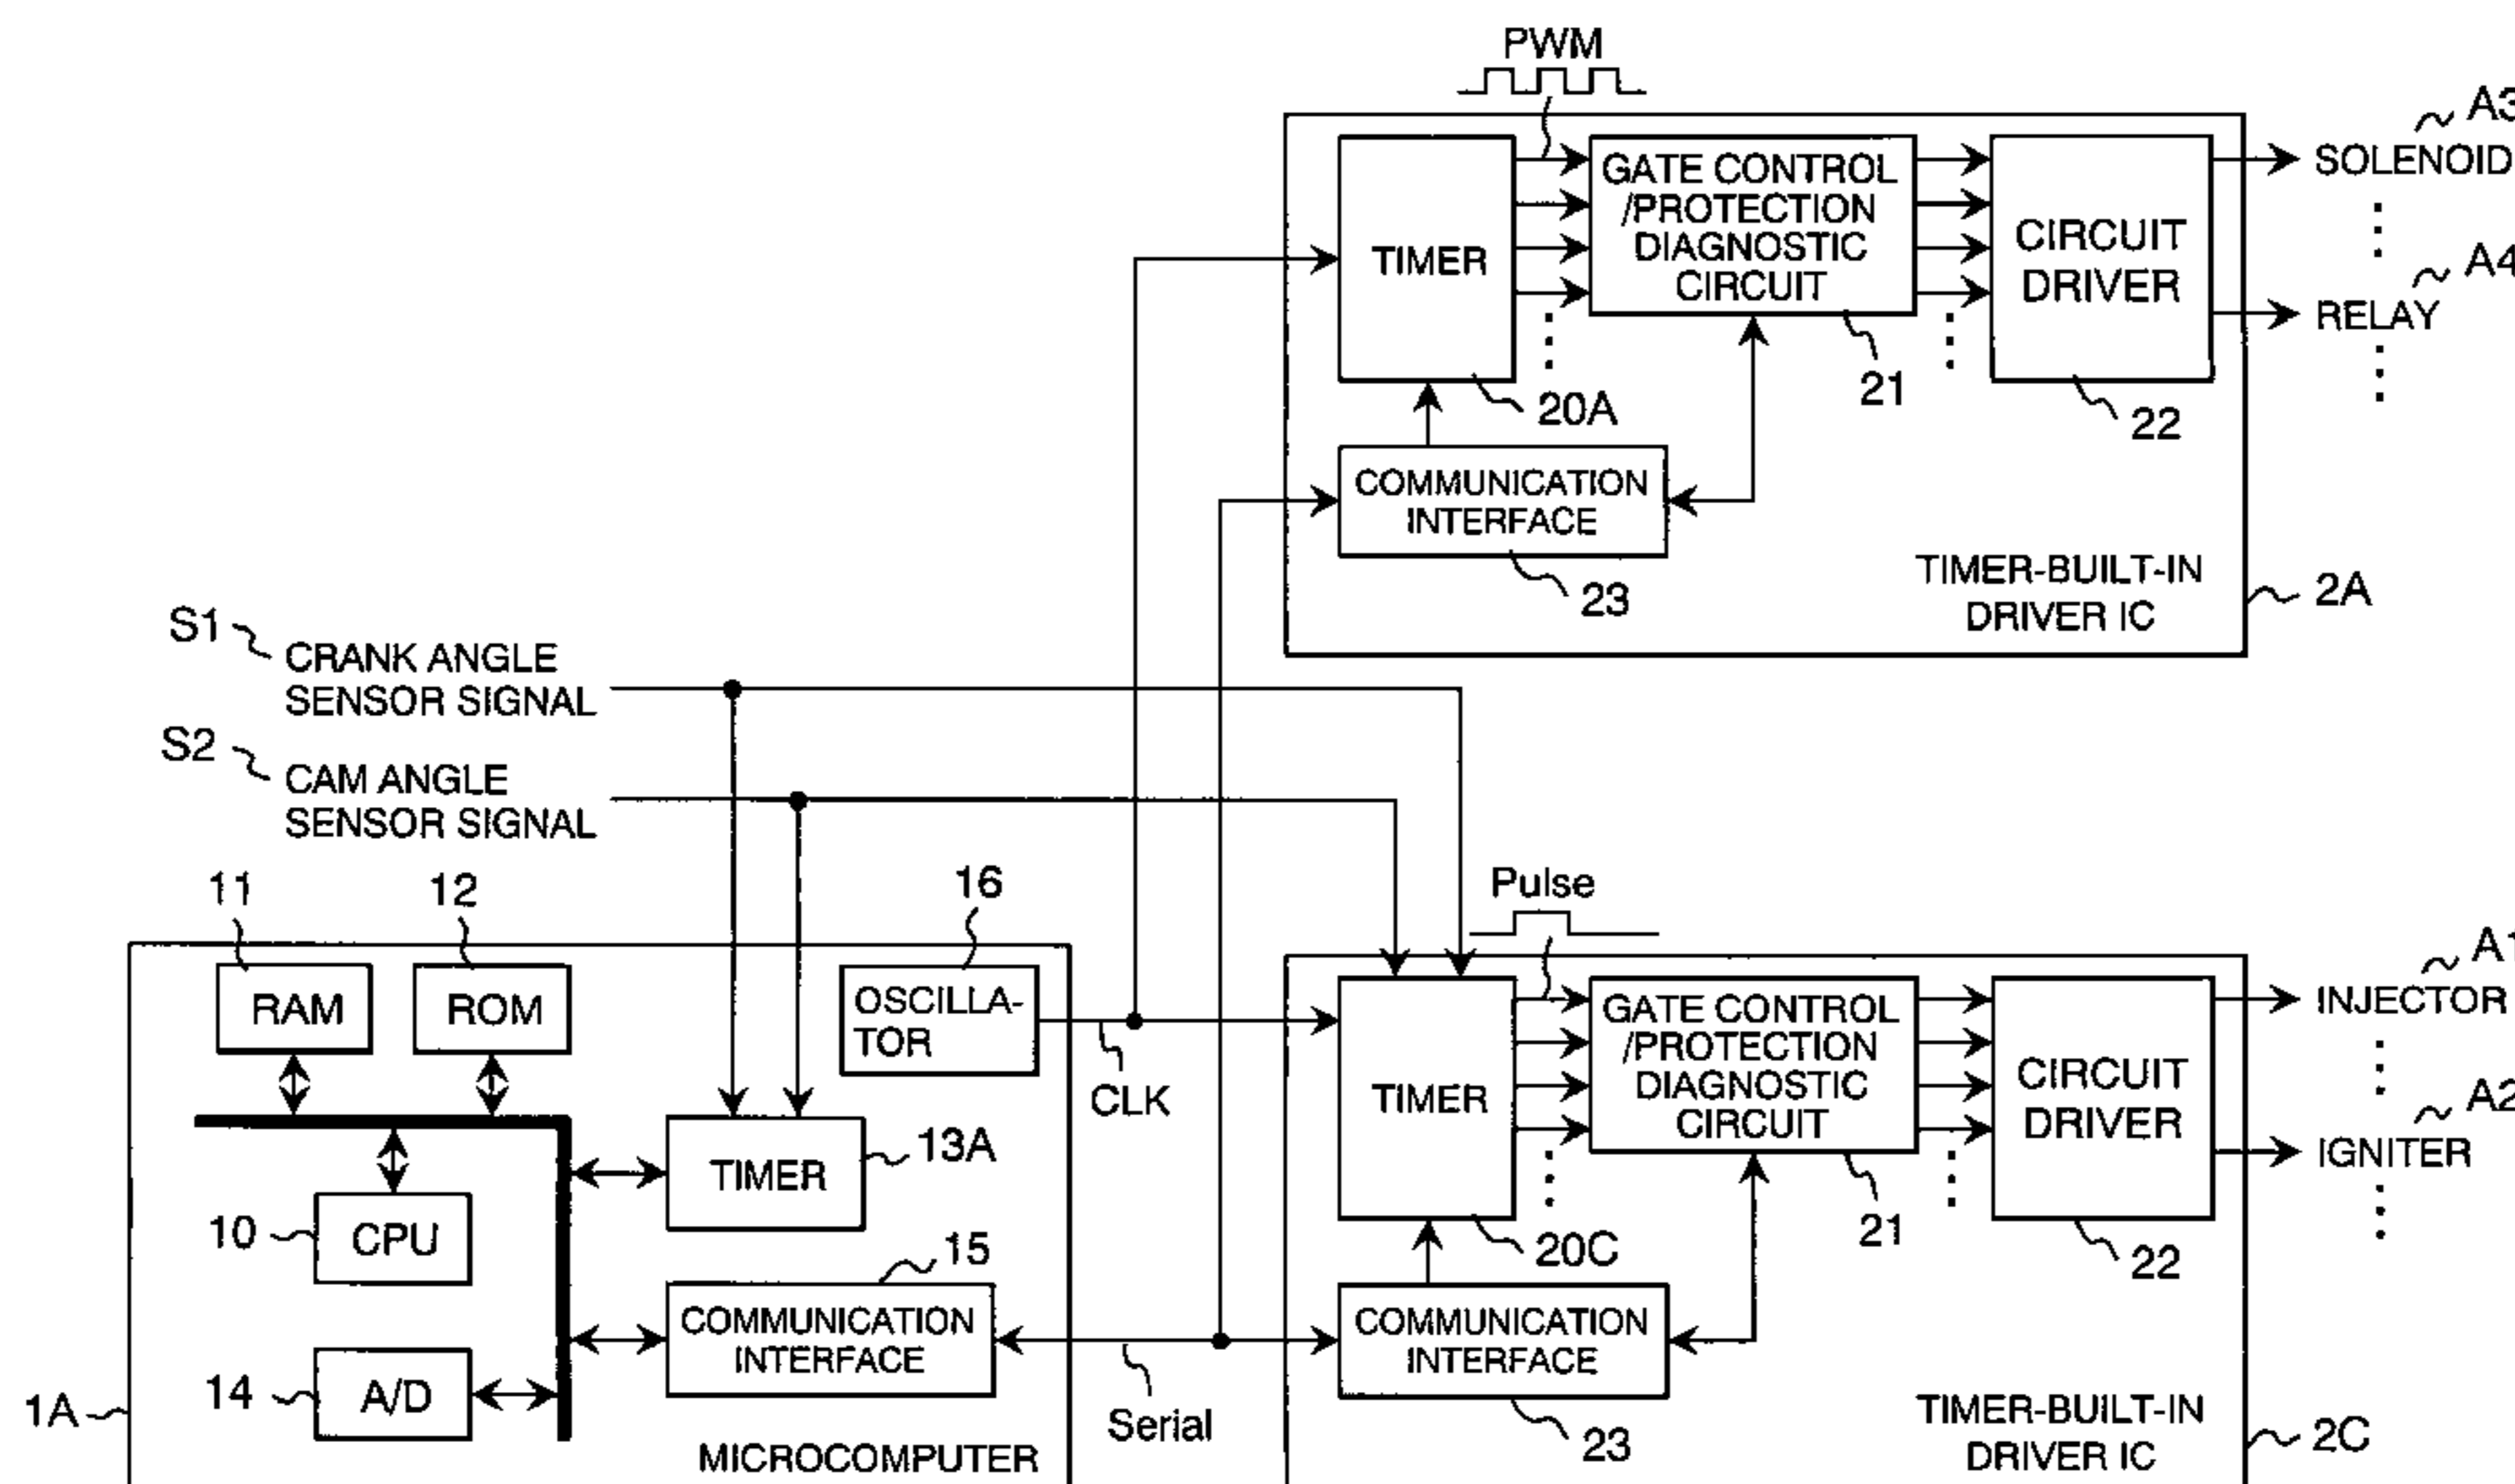 PWM
A3
SOLENOID
A4
RELAY
TIMER
GATE CONTROL
/PROTECTION
DIAGNOSTIC
CIRCUIT
CIRCUIT
DRIVER
20A
21
22
COMMUNICATION
INTERFACE
23
TIMER-BUILT-IN
DRIVER IC
2A
S1
CRANK ANGLE
SENSOR SIGNAL
S2
CAM ANGLE
SENSOR SIGNAL
11
12
16
RAM
ROM
OSCILLA-
TOR
CLK
TIMER
13A
10
CPU
15
COMMUNICATION
INTERFACE
14
A/D
1A
MICROCOMPUTER
Serial
Pulse
A1
INJECTOR
A2
IGNITER
TIMER
GATE CONTROL
/PROTECTION
DIAGNOSTIC
CIRCUIT
CIRCUIT
DRIVER
20C
21
22
COMMUNICATION
INTERFACE
23
TIMER-BUILT-IN
DRIVER IC
2C